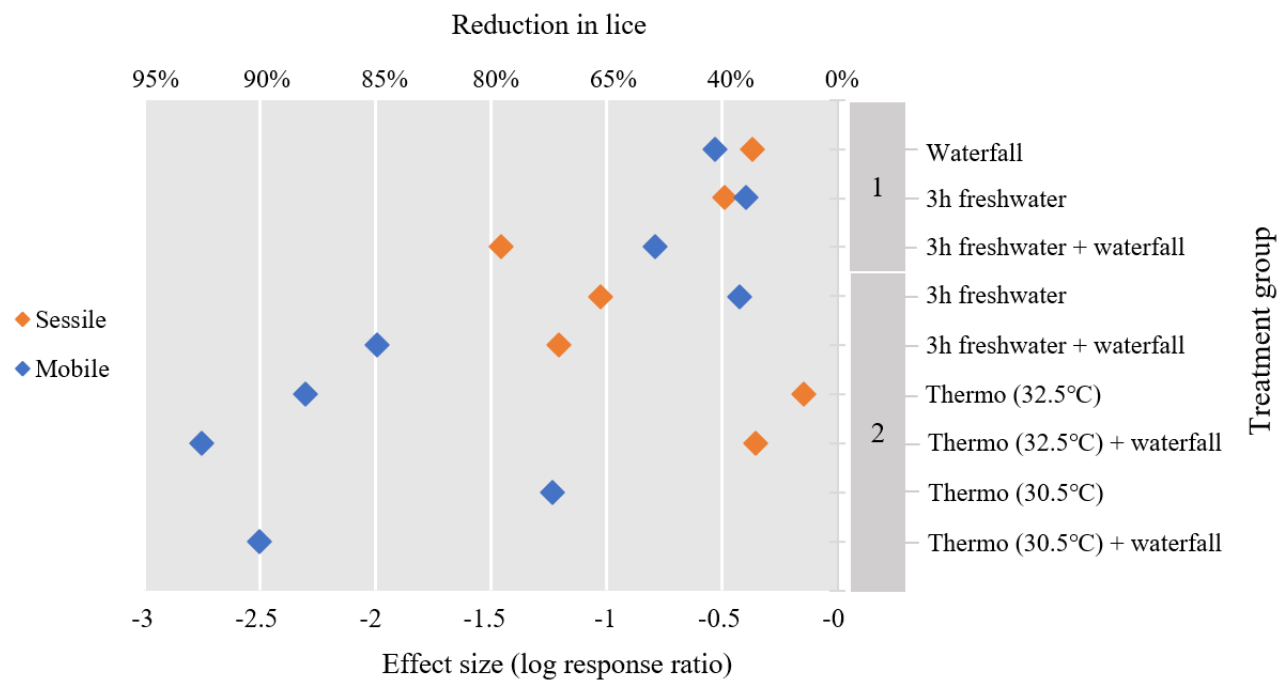 Reduction in lice
95% 90% 85% 80% 65% 40% 0%
Sessile
Mobile
1
2
Waterfall
3h freshwater
3h freshwater + waterfall
3h freshwater
3h freshwater + waterfall
Thermo (32.5°C)
Thermo (32.5°C) + waterfall
Thermo (30.5°C)
Thermo (30.5°C) + waterfall
Treatment group
-3 -2.5 -2 -1.5 -1 -0.5 -0
Effect size (log response ratio)